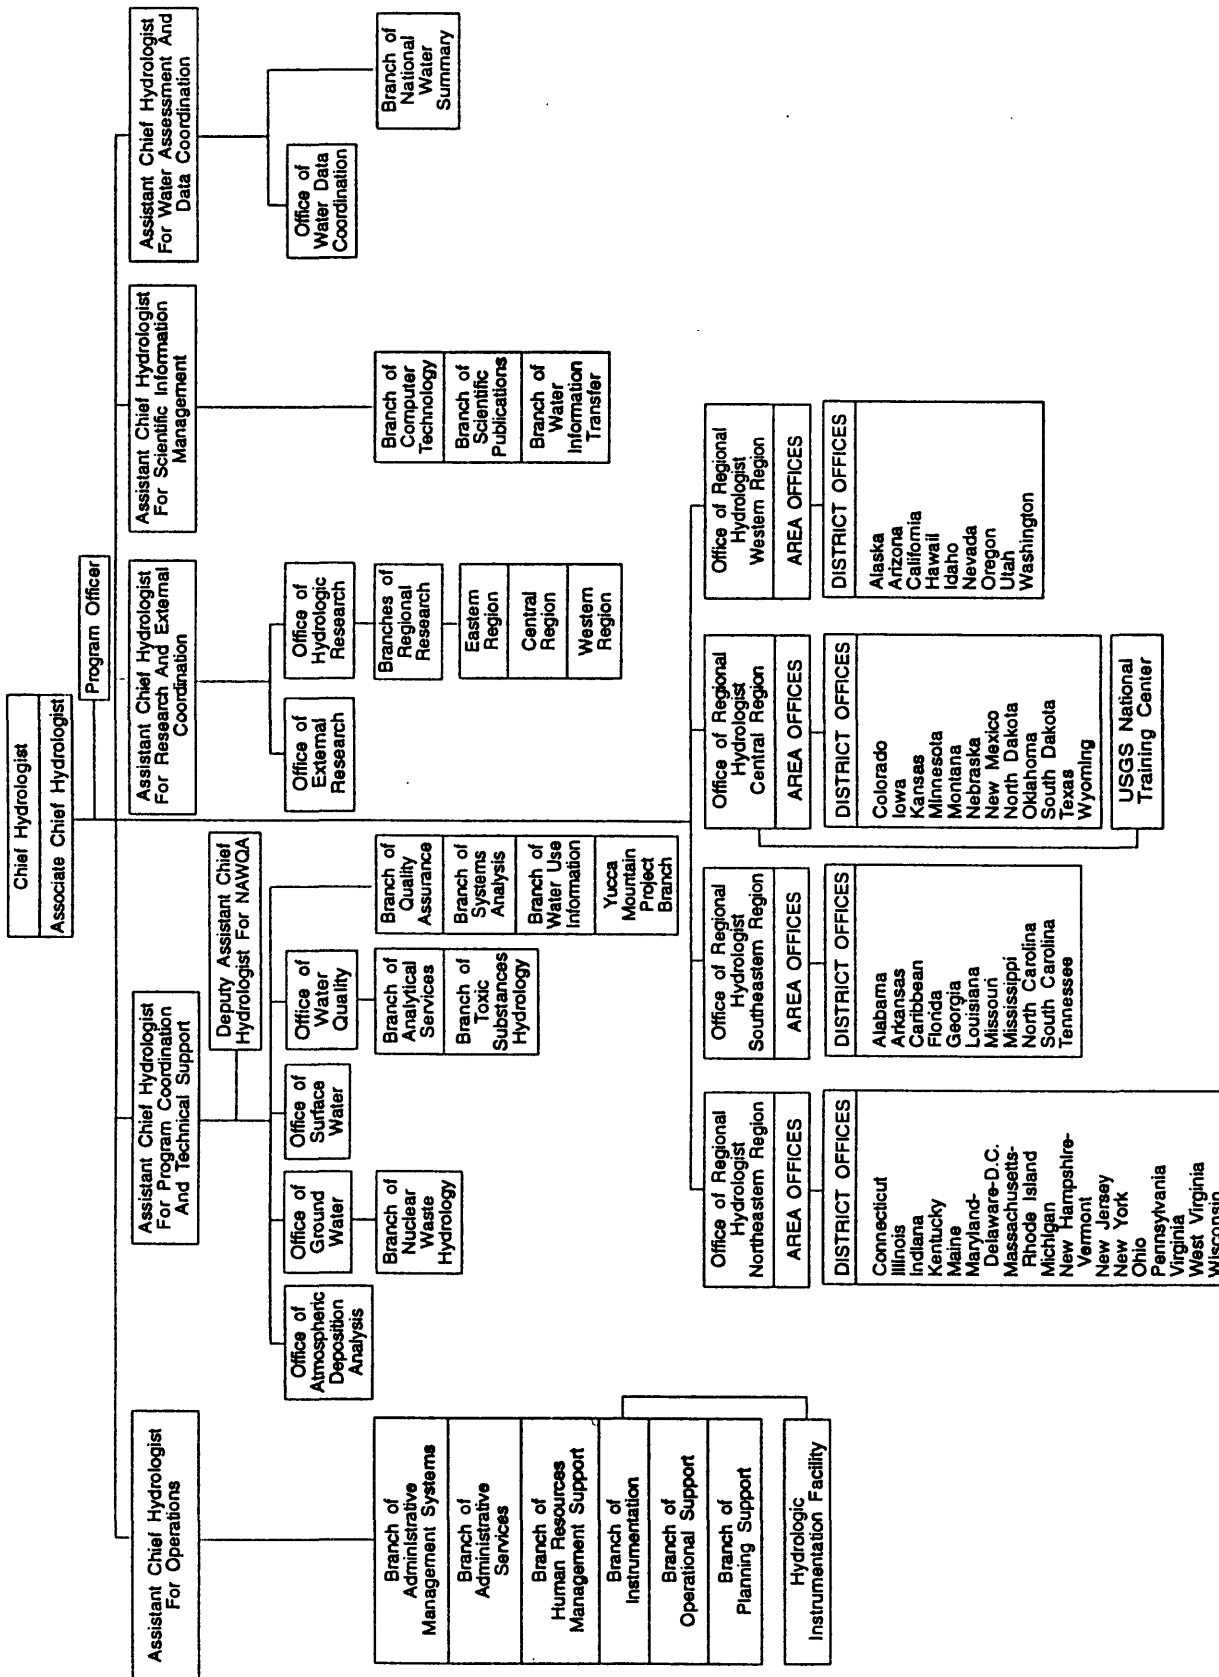 Chief Hydrologist
Associate Chief Hydrologist
Program Officer
Assistant Chief Hydrologist
For Operations
Assistant Chief Hydrologist
For Program Coordination
And Technical Support
Assistant Chief Hydrologist
For Research And External
Coordination
Assistant Chief Hydrologist
For Scientific Information
Management
Assistant Chief Hydrologist
For Water Assessment And
Data Coordination
Deputy Assistant Chief
Hydrologist For NAWQA
Office of
Atmospheric
Deposition
Analysis
Office of
Ground
Water
Office of
Surface
Water
Office of
Water
Quality
Office of
External
Research
Office of
Hydrologic
Research
Office of
Water Data
Coordination
Branch of
Administrative
Management Systems
Branch of
Administrative
Services
Branch of
Human Resources
Management Support
Branch of
Instrumentation
Branch of
Operational Support
Branch of
Planning Support
Hydrologic
Instrumentation Facility
Branch of
Nuclear
Waste
Hydrology
Branch of
Analytical
Services
Branch of
Toxic
Substances
Hydrology
Branch of
Quality
Assurance
Branch of
Systems
Analysis
Branch of
Water Use
Information
Yucca
Mountain
Project
Branch
Branches of
Regional
Research
Eastern
Region
Central
Region
Western
Region
Branch of
Computer
Technology
Branch of
Scientific
Publications
Branch of
Water
Information
Transfer
Branch of
National
Water
Summary
Office of Regional
Hydrologist
Northeastern Region
AREA OFFICES
DISTRICT OFFICES
Connecticut
Illinois
Indiana
Kentucky
Maine
Maryland-
Delaware-D.C.
Massachusetts-
Rhode Island
Michigan
New Hampshire-
Vermont
New Jersey
New York
Ohio
Pennsylvania
Virginia
West Virginia
Wisconsin
Office of Regional
Hydrologist
Southeastern Region
AREA OFFICES
DISTRICT OFFICES
Alabama
Arkansas
Caribbean
Florida
Georgia
Louisiana
Missouri
Mississippi
North Carolina
South Carolina
Tennessee
Office of Regional
Hydrologist
Central Region
AREA OFFICES
DISTRICT OFFICES
Colorado
Iowa
Kansas
Minnesota
Montana
Nebraska
New Mexico
North Dakota
Oklahoma
South Dakota
Texas
Wyoming
USGS National
Training Center
Office of Regional
Hydrologist
Western Region
AREA OFFICES
DISTRICT OFFICES
Alaska
Arizona
California
Hawaii
Idaho
Nevada
Oregon
Utah
Washington